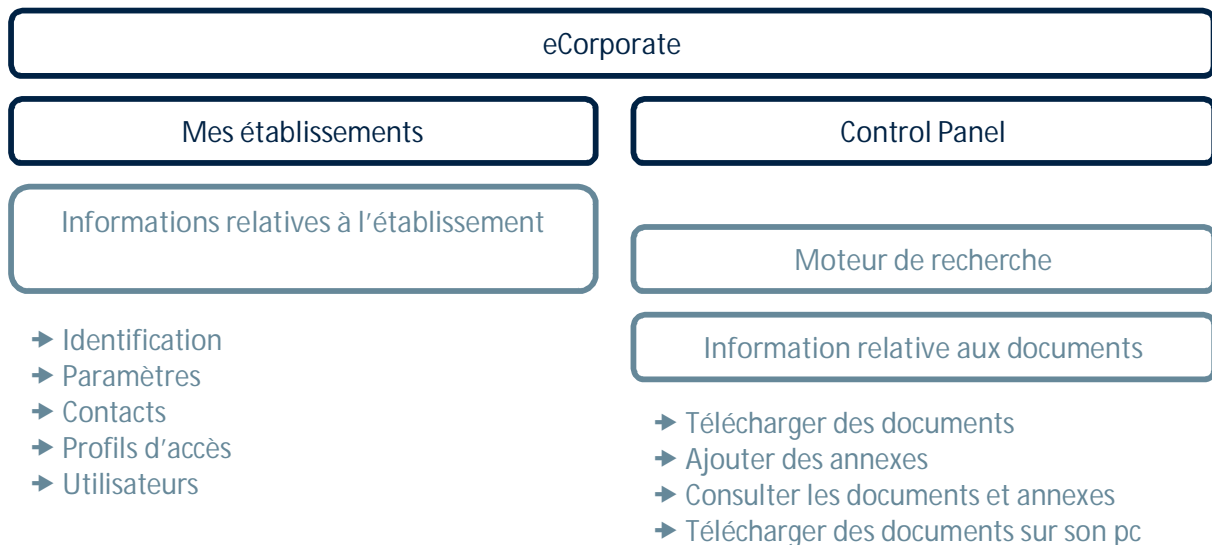 eCorporate
Mes établissements
Informations relatives à l’établissement
Identification
Paramètres
Contacts
Profils d’accès
Utilisateurs
Control Panel
Moteur de recherche
Information relative aux documents
Télécharger des documents
Ajouter des annexes
Consulter les documents et annexes
Télécharger des documents sur son pc